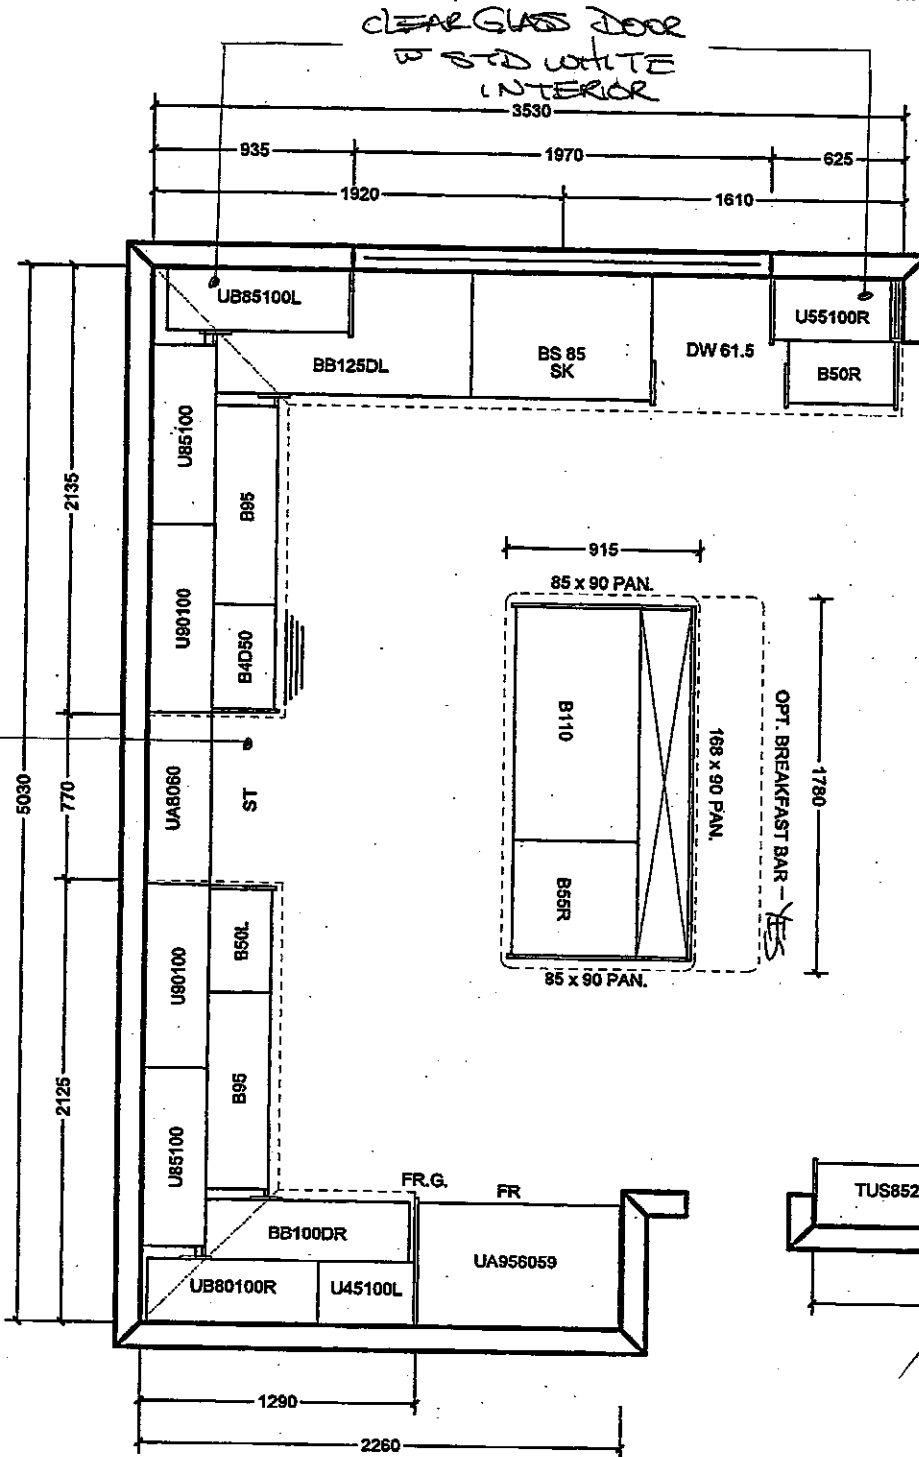 CLEAR GLASS DOOR
W STD WHITE
INTERIOR
3530
935
1970
625
1920
1610
UB85100L
U55100R
BB125DL
BS 85
SK
DW 61.5
B50R
U85100
B95
2135
U90100
B4D50
915
85 x 90 PAN.
B110
168 x 90 PAN.
OPT. BREAKFAST BAR - YES
1780
5030
770
UA8060
ST
B55R
85 x 90 PAN.
U90100
B50L
B95
2125
U85100
FR.G.
FR
TUS852
BB100DR
UA956059
UB80100R
U45100L
1290
2260